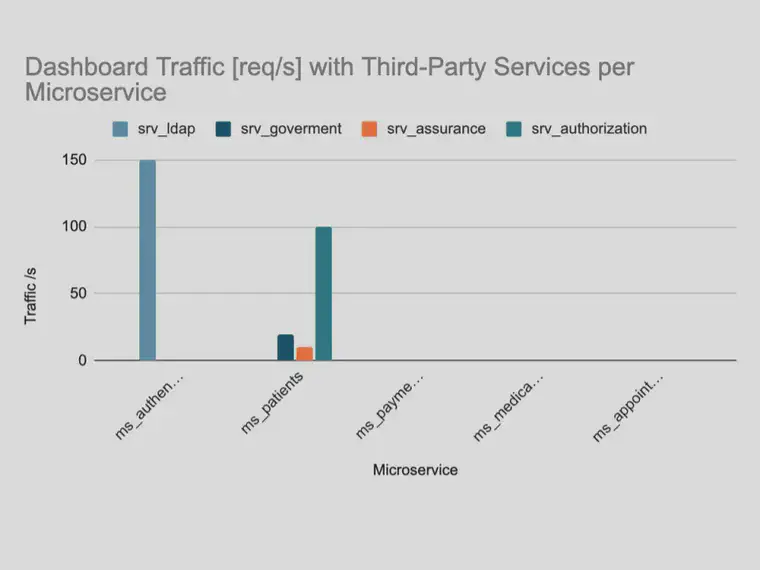 Dashboard Traffic [req/s] with Third-Party Services per
Microservice
srv_ldap srv_goverment srv_assurance srv_authorization
150
100
50
0
Traffic /s
ms_authen…
ms_patients
ms_payme…
ms_medica…
ms_appoint…
Microservice